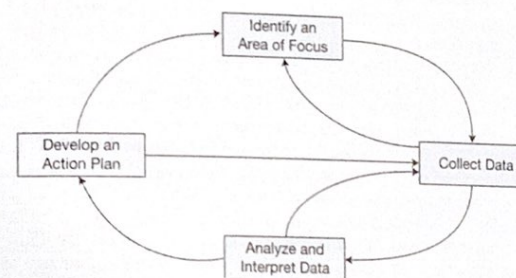 Identify an
Area of Focus
Develop an
Action Plan
Collect Data
Analyze and
Interpret Data